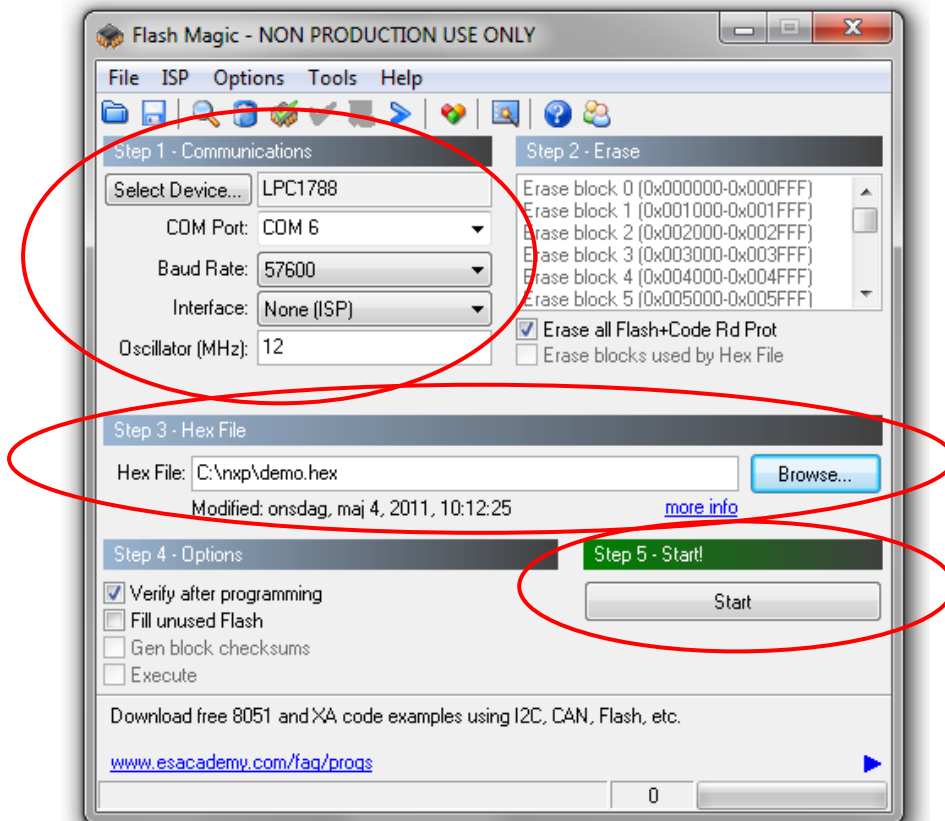 Flash Magic - NON PRODUCTION USE ONLY
File ISP Options Tools Help
Step 1 - Communications
Select Device... LPC1788
COM Port: COM 6
Baud Rate: 57600
Interface: None (ISP)
Oscillator (MHz): 12
Step 2 - Erase
Erase block 0 (0x000000-0x000FFF)
Erase block 1 (0x001000-0x001FFF)
Erase block 2 (0x002000-0x002FFF)
Erase block 3 (0x003000-0x003FFF)
Erase block 4 (0x004000-0x004FFF)
Erase block 5 (0x005000-0x005FFF)
Erase all Flash+Code Rd Prot
Erase blocks used by Hex File
Step 3 - Hex File
Hex File: C:\nxp\demo.hex Browse...
Modified: onsdag, maj 4, 2011, 10:12:25 more info
Step 4 - Options
Verify after programming
Fill unused Flash
Gen block checksums
Execute
Step 5 - Start!
Start
Download free 8051 and XA code examples using I2C, CAN, Flash, etc.
www.esacademy.com/faq/progs
0